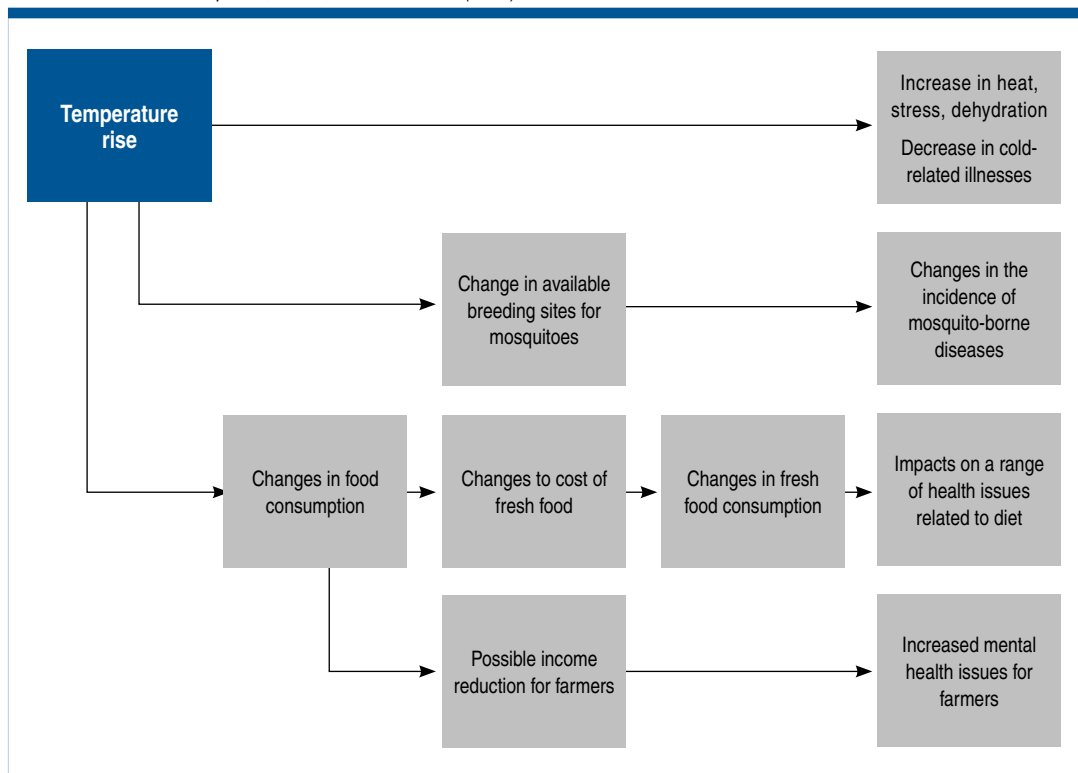 Temperature
rise
Increase in heat,
stress, dehydration
Decrease in cold-
related illnesses
Change in available
breeding sites for
mosquitoes
Changes in the
incidence of
mosquito-borne
diseases
Changes in food
consumption
Changes to cost of
fresh food
Changes in fresh
food consumption
Impacts on a range
of health issues
related to diet
Possible income
reduction for farmers
Increased mental
health issues for
farmers